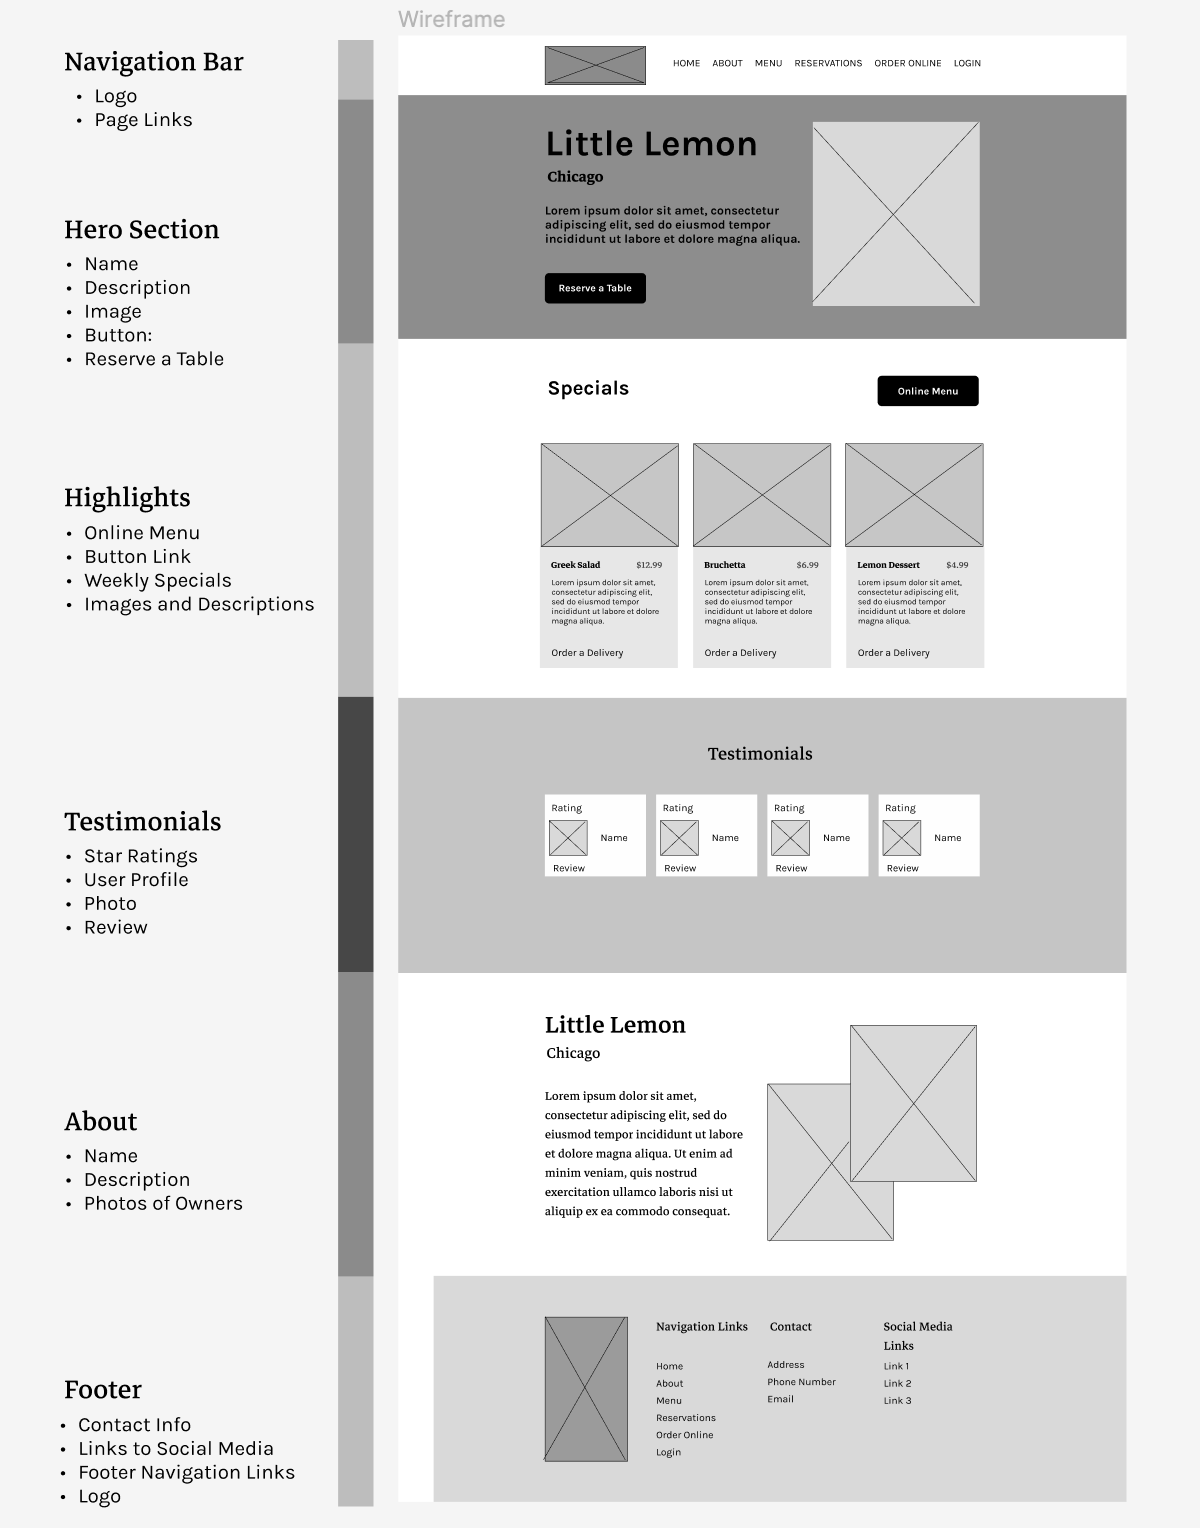 Wireframe
Navigation Bar
• Logo
• Page Links
Hero Section
• Name
• Description
• Image
• Button:
• Reserve a Table
Highlights
• Online Menu
• Button Link
• Weekly Specials
• Images and Descriptions
Testimonials
• Star Ratings
• User Profile
• Photo
• Review
About
• Name
• Description
• Photos of Owners
Footer
• Contact Info
• Links to Social Media
• Footer Navigation Links
• Logo
HOME ABOUT MENU RESERVATIONS ORDER ONLINE LOGIN
Little Lemon
Chicago
Lorem ipsum dolor sit amet, consectetur
adipiscing elit, sed do eiusmod tempor
incididunt ut labore et dolore magna aliqua.
Reserve a Table
Specials
Online Menu
Greek Salad $12.99
Lorem ipsum dolor sit amet,
consectetur adipiscing elit,
sed do eiusmod tempor
incididunt ut labore et dolore
magna aliqua.
Order a Delivery
Bruchetta $6.99
Lorem ipsum dolor sit amet,
consectetur adipiscing elit,
sed do eiusmod tempor
incididunt ut labore et dolore
magna aliqua.
Order a Delivery
Lemon Dessert $4.99
Lorem ipsum dolor sit amet,
consectetur adipiscing elit,
sed do eiusmod tempor
incididunt ut labore et dolore
magna aliqua.
Order a Delivery
Testimonials
Rating
Name
Review
Rating
Name
Review
Rating
Name
Review
Rating
Name
Review
Little Lemon
Chicago
Lorem ipsum dolor sit amet,
consectetur adipiscing elit, sed do
eiusmod tempor incididunt ut labore
et dolore magna aliqua. Ut enim ad
minim veniam, quis nostrud
exercitation ullamco laboris nisi ut
aliquip ex ea commodo consequat.
Navigation Links
Home
About
Menu
Reservations
Order Online
Login
Contact
Address
Phone Number
Email
Social Media
Links
Link 1
Link 2
Link 3